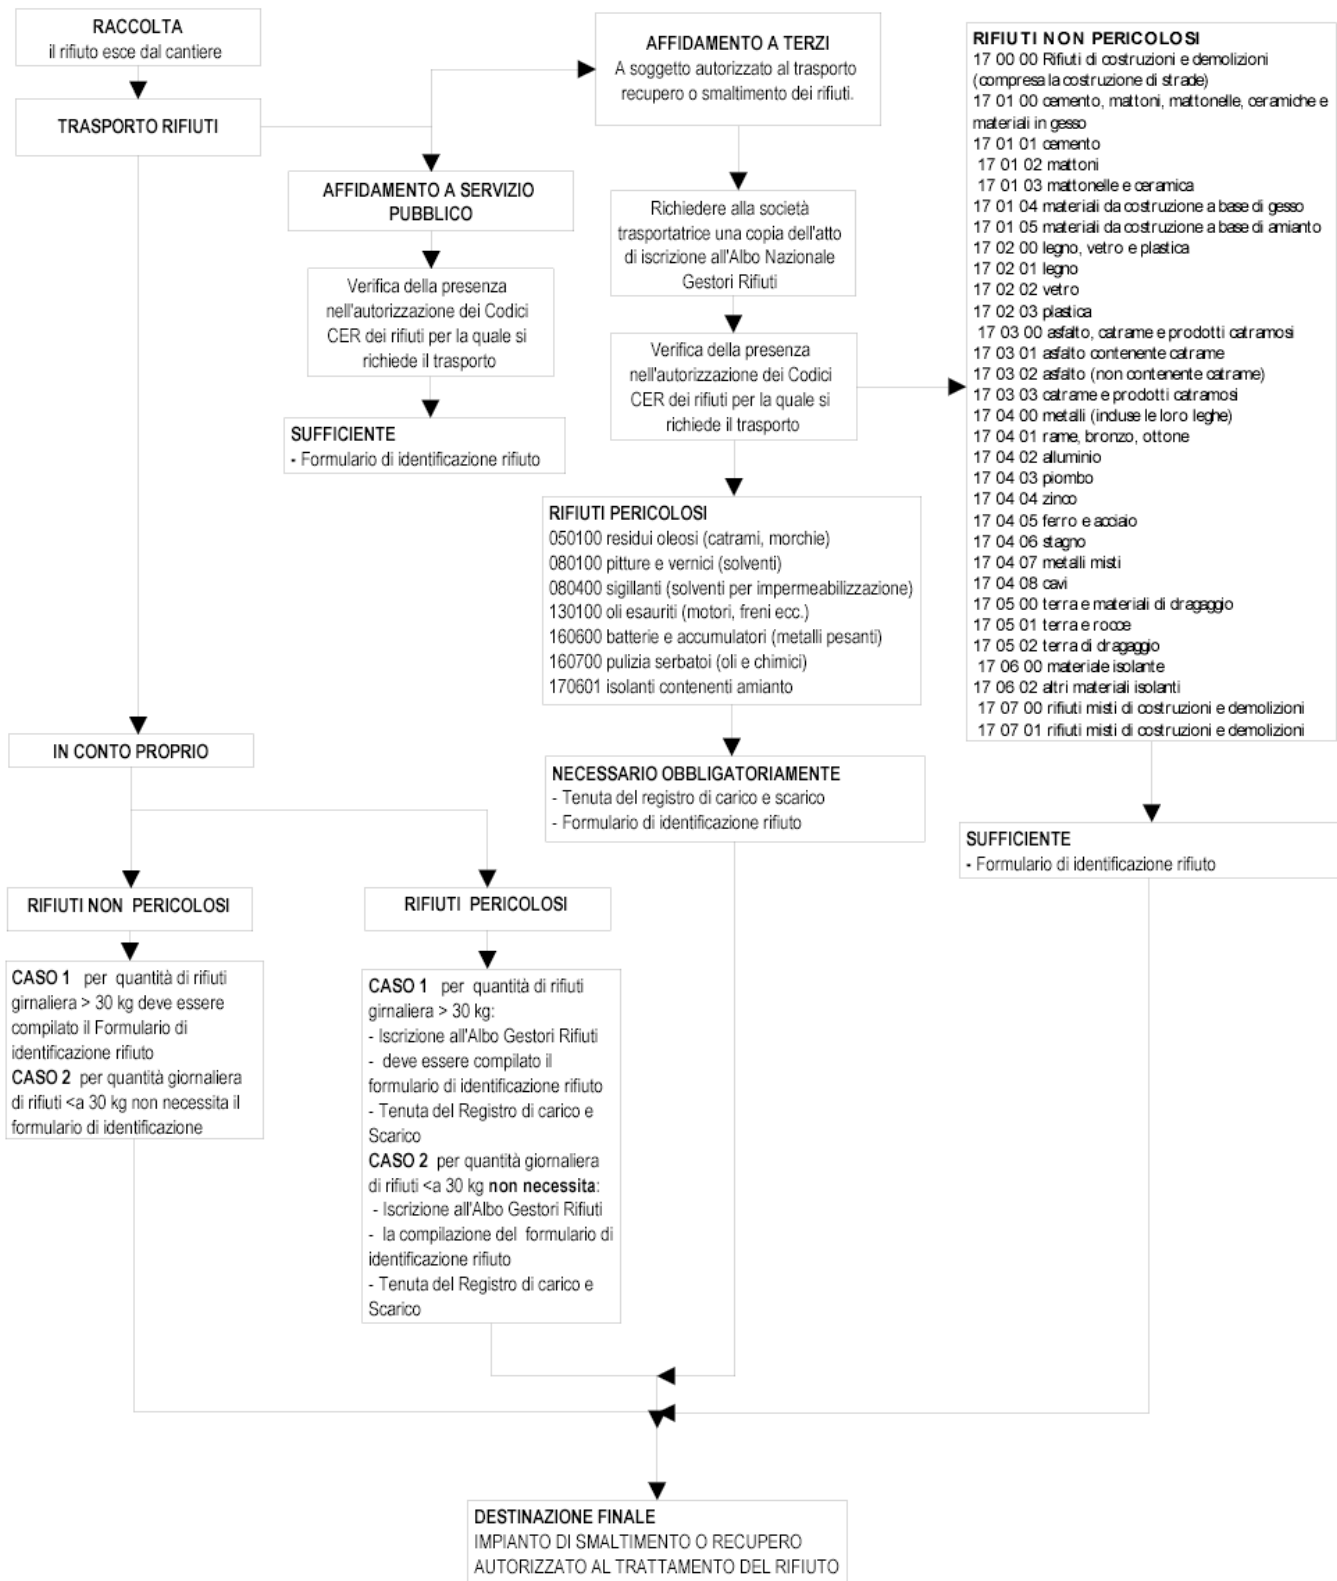 RACCOLTA
il rifiuto esce dal cantiere
TRASPORTO RIFIUTI
AFFIDAMENTO A TERZI
A soggetto autorizzato al trasporto
recupero o smaltimento dei rifiuti.
AFFIDAMENTO A SERVIZIO
PUBBLICO
Verifica della presenza
nell'autorizzazione dei Codici
CER dei rifiuti per la quale si
richiede il trasporto
SUFFICIENTE
- Formulario di identificazione rifiuto
Richiedere alla società
trasportatrice una copia dell'atto
di iscrizione all'Albo Nazionale
Gestori Rifiuti
Verifica della presenza
nell'autorizzazione dei Codici
CER dei rifiuti per la quale si
richiede il trasporto
RIFIUTI NON PERICOLOSI
17 00 00 Rifiuti di costruzioni e demolizioni
(compresa la costruzione di strade)
17 01 00 cemento, mattoni, mattonelle, ceramiche e
materiali in gesso
17 01 01 cemento
17 01 02 mattoni
17 01 03 mattonelle e ceramica
17 01 04 materiali da costruzione a base di gesso
17 01 05 materiali da costruzione a base di amianto
17 02 00 legno, vetro e plastica
17 02 01 legno
17 02 02 vetro
17 02 03 plastica
17 03 00 asfalto, catrame e prodotti catramosi
17 03 01 asfalto contenente catrame
17 03 02 asfalto (non contenente catrame)
17 03 03 catrame e prodotti catramosi
17 04 00 metalli (incluse le loro leghe)
17 04 01 rame, bronzo, ottone
17 04 02 alluminio
17 04 03 piombo
17 04 04 zinco
17 04 05 ferro e acciaio
17 04 06 stagno
17 04 07 metalli misti
17 04 08 cavi
17 05 00 terra e materiali di dragaggio
17 05 01 terra e rocce
17 05 02 terra di dragaggio
17 06 00 materiale isolante
17 06 02 altri materiali isolanti
17 07 00 rifiuti misti di costruzioni e demolizioni
17 07 01 rifiuti misti di costruzioni e demolizioni
SUFFICIENTE
- Formulario di identificazione rifiuto
RIFIUTI PERICOLOSI
050100 residui oleosi (catrami, morchie)
080100 pitture e vernici (solventi)
080400 sigillanti (solventi per impermeabilizzazione)
130100 oli esauriti (motori, freni ecc.)
160600 batterie e accumulatori (metalli pesanti)
160700 pulizia serbatoi (oli e chimici)
170601 isolanti contenenti amianto
NECESSARIO OBBLIGATORIAMENTE
- Tenuta del registro di carico e scarico
- Formulario di identificazione rifiuto
IN CONTO PROPRIO
RIFIUTI NON PERICOLOSI
CASO 1 per quantità di rifiuti
girnaliera > 30 kg deve essere
compilato il Formulario di
identificazione rifiuto
CASO 2 per quantità giornaliera
di rifiuti <a 30 kg non necessita il
formulario di identificazione
RIFIUTI PERICOLOSI
CASO 1 per quantità di rifiuti
girnaliera > 30 kg:
- Iscrizione all'Albo Gestori Rifiuti
- deve essere compilato il
formulario di identificazione rifiuto
- Tenuta del Registro di carico e
Scarico
CASO 2 per quantità giornaliera
di rifiuti <a 30 kg non necessita:
- Iscrizione all'Albo Gestori Rifiuti
- la compilazione del formulario di
identificazione rifiuto
- Tenuta del Registro di carico e
Scarico
DESTINAZIONE FINALE
IMPIANTO DI SMALTIMENTO O RECUPERO
AUTORIZZATO AL TRATTAMENTO DEL RIFIUTO